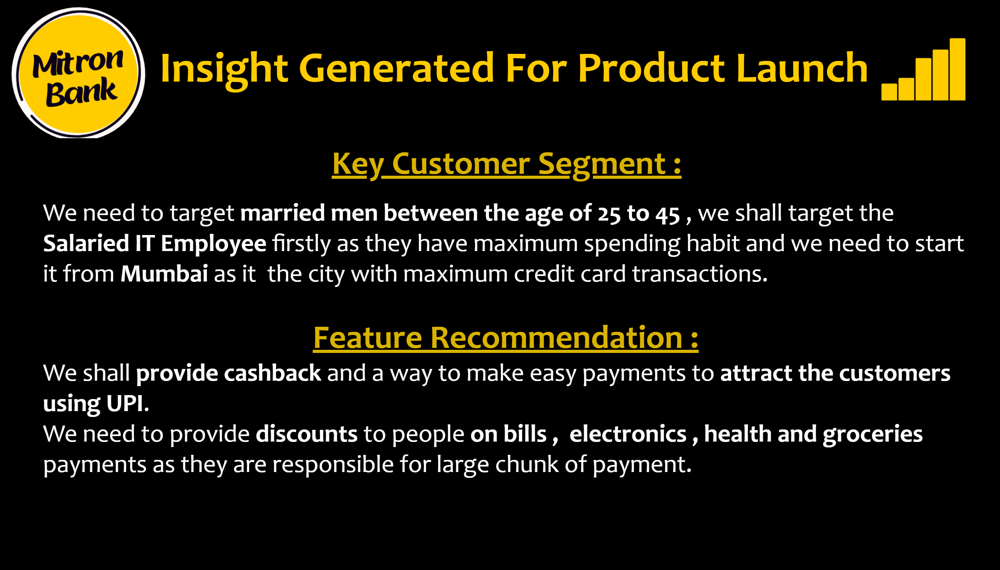 Mitron
Bank
Insight Generated For Product Launch
Key Customer Segment :
We need to target married men between the age of 25 to 45 , we shall target the
Salaried IT Employee firstly as they have maximum spending habit and we need to start
it from Mumbai as it  the city with maximum credit card transactions.
Feature Recommendation :
We shall provide cashback and a way to make easy payments to attract the customers
using UPI.
We need to provide discounts to people on bills ,  electronics , health and groceries
payments as they are responsible for large chunk of payment.